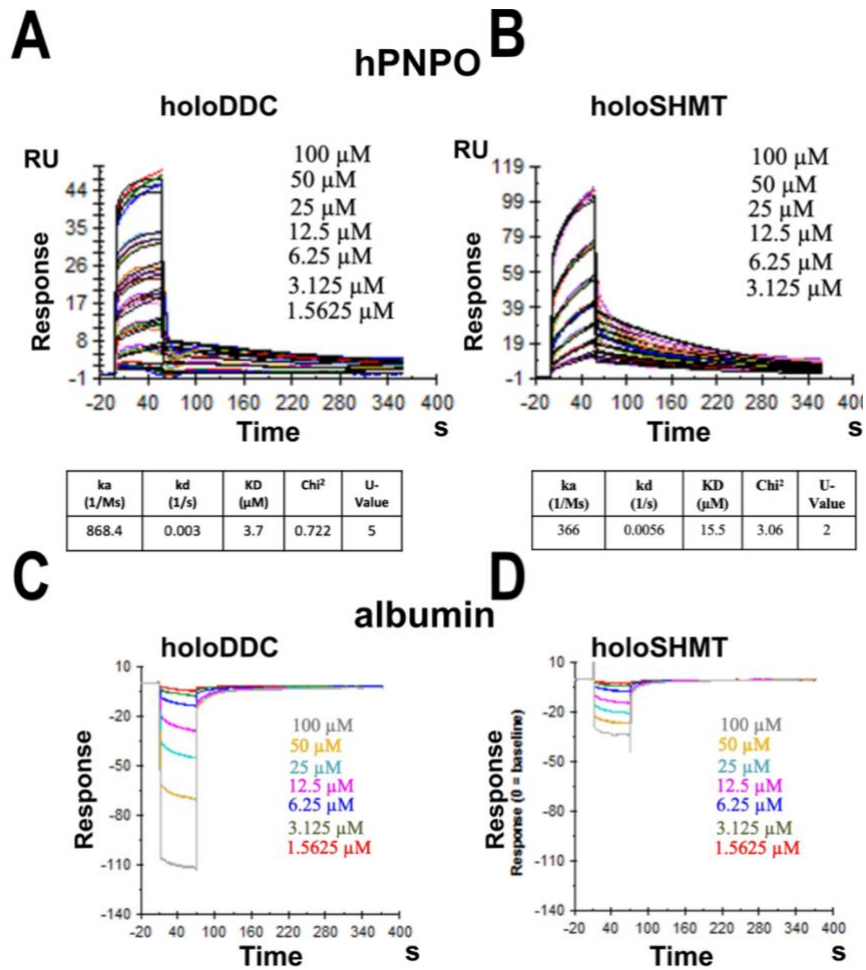 A
B
hPNPO
holoDDC
holoSHMT
RU
Response
44
35
26
17
8
-1
-20 40 100 160 220 280 340 400
Time s
100 µM
50 µM
25 µM
12.5 µM
6.25 µM
3.125 µM
1.5625 µM
RU
Response
119
99
79
59
39
19
-1
-20 40 100 160 220 280 340 400
Time s
100 µM
50 µM
25 µM
12.5 µM
6.25 µM
3.125 µM
ka (1/Ms) kd (1/s) KD (µM) Chi² U-Value
868.4 0.003 3.7 0.722 5
ka (1/Ms) kd (1/s) KD (µM) Chi² U-Value
366 0.0056 15.5 3.06 2
C
D
albumin
holoDDC
holoSHMT
Response
10
-20
-50
-80
-110
-140
-20 40 100 160 220 280 340 400
Time s
100 µM
50 µM
25 µM
12.5 µM
6.25 µM
3.125 µM
1.5625 µM
Response
Response (0 = baseline)
10
-20
-50
-80
-110
-140
-20 40 100 160 220 280 340 400
Time s
100 µM
50 µM
25 µM
12.5 µM
6.25 µM
3.125 µM
1.5625 µM